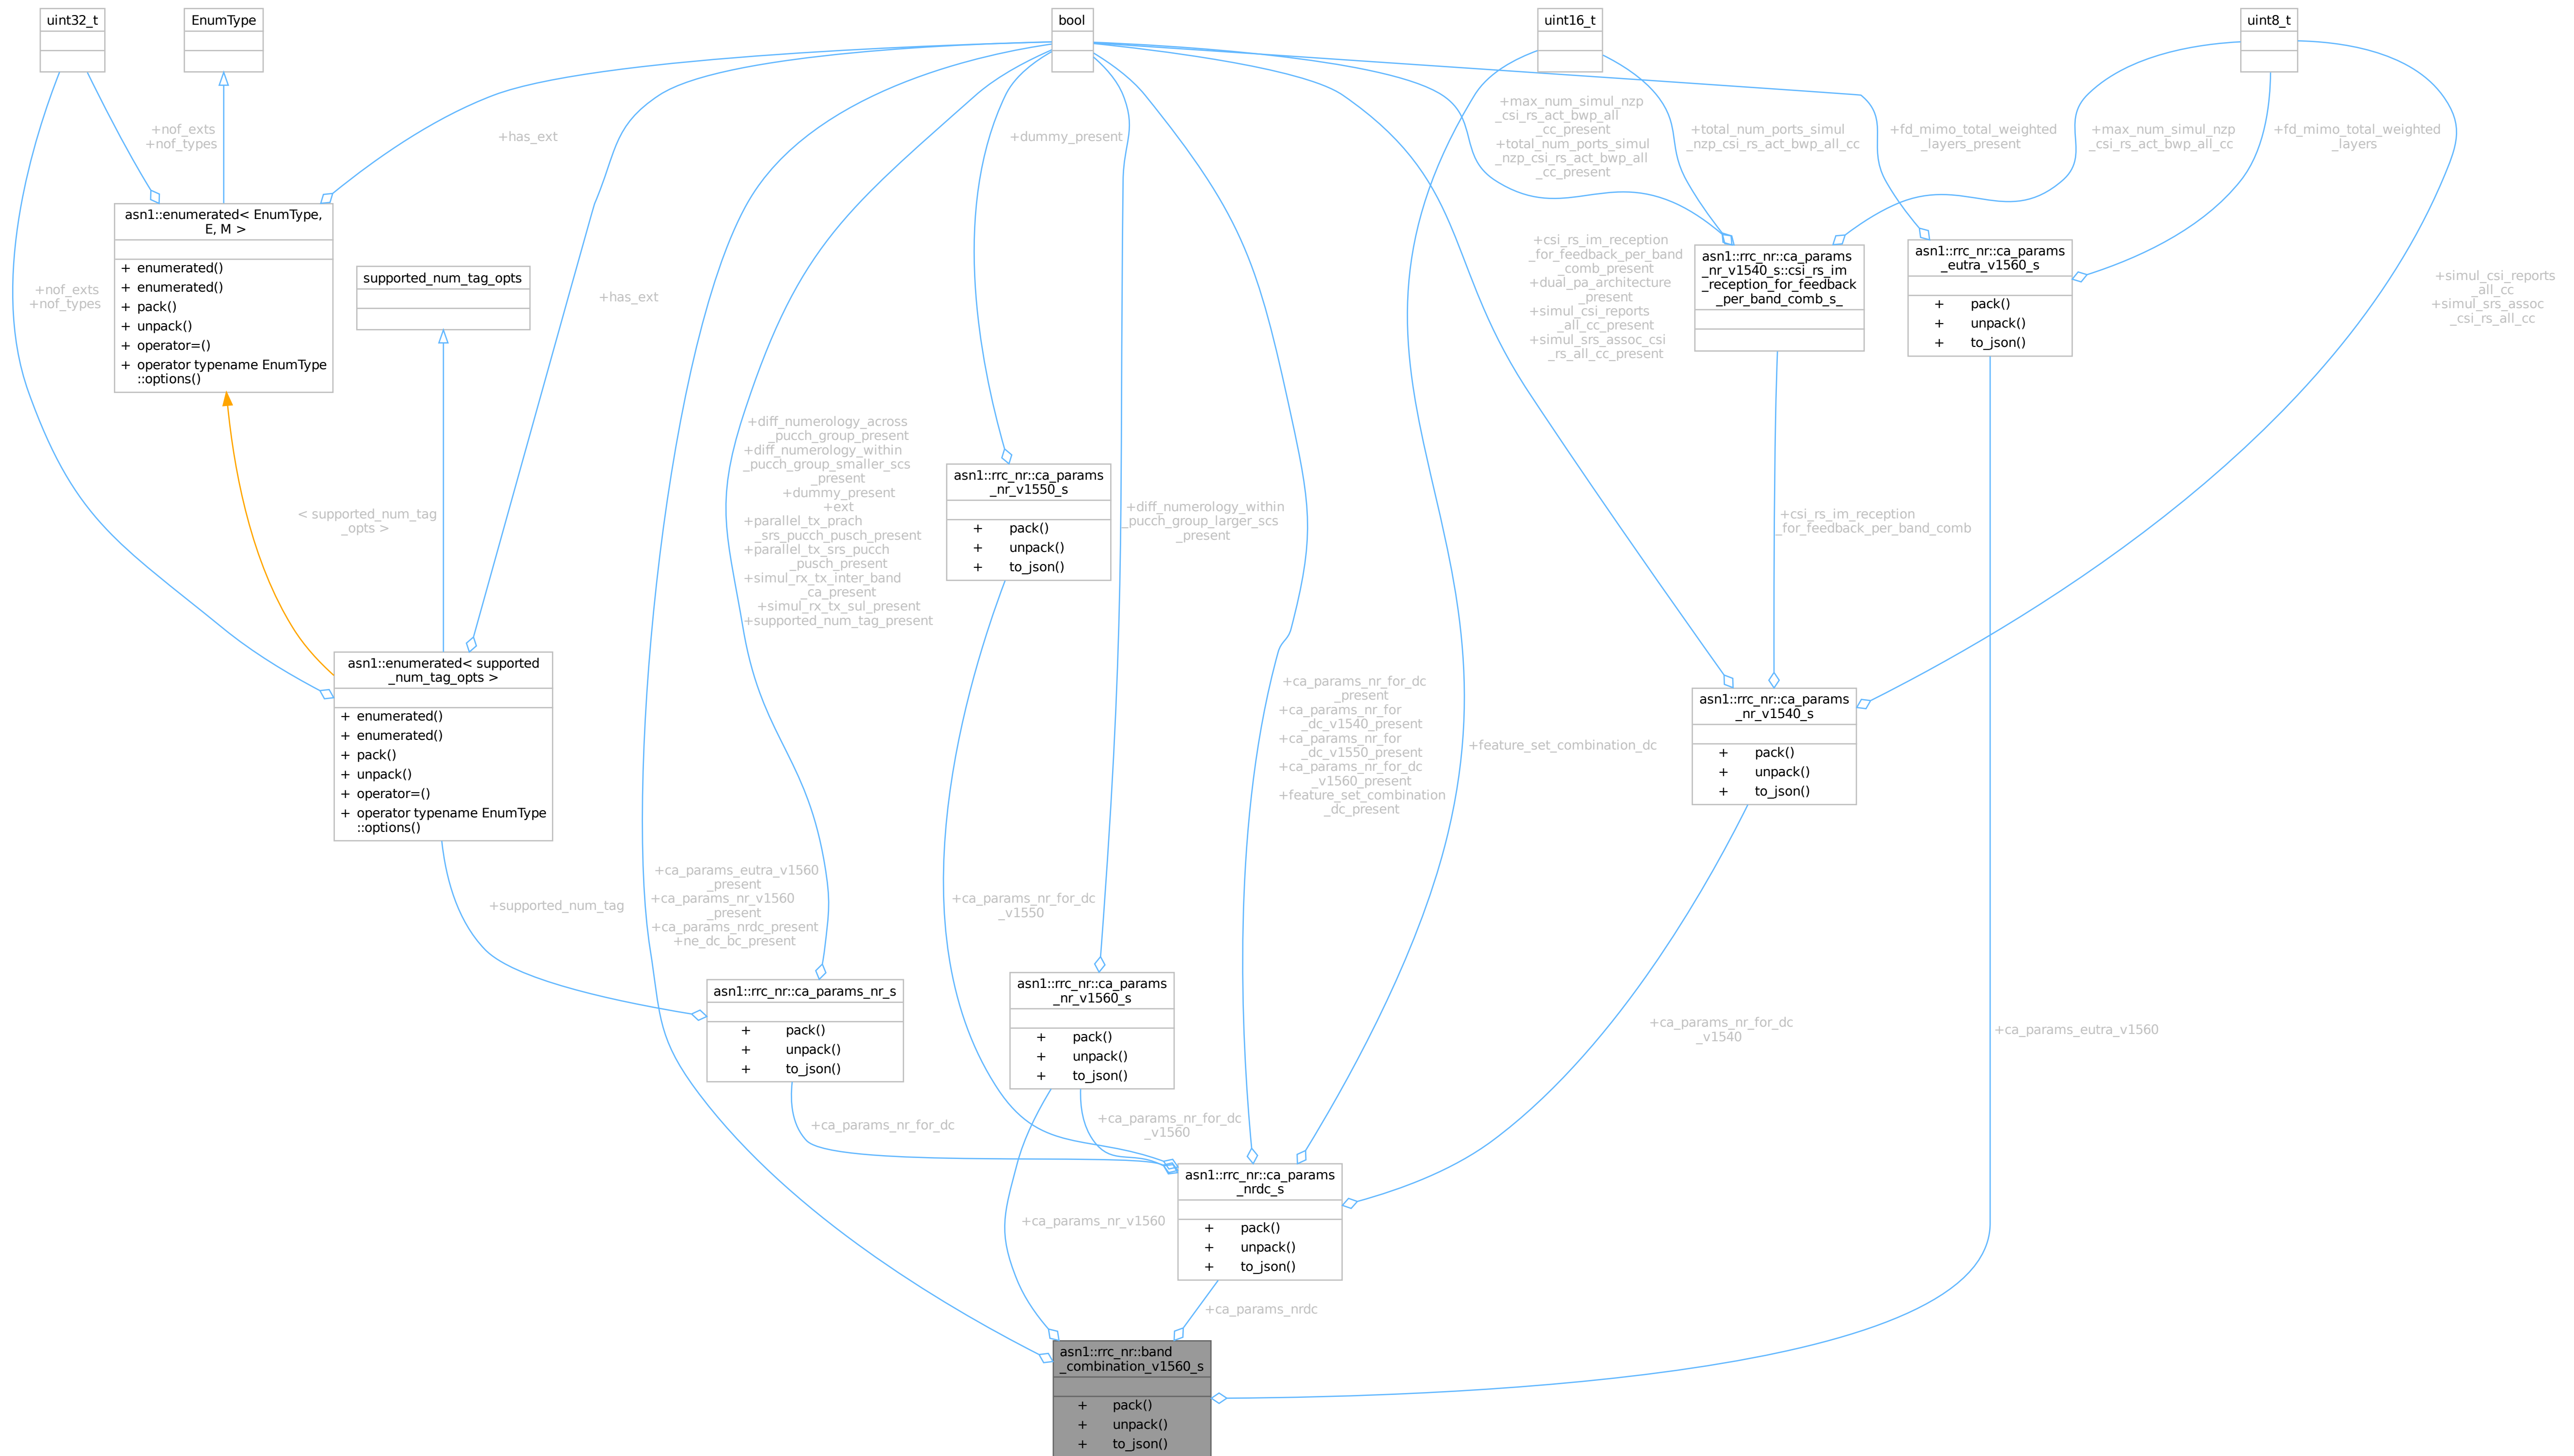 uint32_t
EnumType
bool
uint16_t
uint8_t
+max_num_simul_nzp
_csi_rs_act_bwp_all
_cc_present
+total_num_ports_simul
_nzp_csi_rs_act_bwp_all
_cc_present
+nof_exts
+nof_types
+has_ext
+dummy_present
+total_num_ports_simul
_nzp_csi_rs_act_bwp_all_cc
+fd_mimo_total_weighted
_layers_present
+max_num_simul_nzp
_csi_rs_act_bwp_all_cc
+fd_mimo_total_weighted
_layers
asn1::enumerated< EnumType,
E, M >
+ enumerated()
+ enumerated()
+ pack()
+ unpack()
+ operator=()
+ operator typename EnumType
::options()
supported_num_tag_opts
+nof_exts
+nof_types
+has_ext
+csi_rs_im_reception
_for_feedback_per_band
_comb_present
+dual_pa_architecture
_present
+simul_csi_reports
_all_cc_present
+simul_srs_assoc_csi
_rs_all_cc_present
asn1::rrc_nr::ca_params
_nr_v1540_s::csi_rs_im
_reception_for_feedback
_per_band_comb_s_
asn1::rrc_nr::ca_params
_eutra_v1560_s
+ pack()
+ unpack()
+ to_json()
+simul_csi_reports
_all_cc
+simul_srs_assoc
_csi_rs_all_cc
< supported_num_tag
_opts >
+diff_numerology_across
_pucch_group_present
+diff_numerology_within
_pucch_group_smaller_scs
_present
+dummy_present
+ext
+parallel_tx_prach
_srs_pucch_pusch_present
+parallel_tx_srs_pucch
_pusch_present
+simul_rx_tx_inter_band
_ca_present
+simul_rx_tx_sul_present
+supported_num_tag_present
asn1::rrc_nr::ca_params
_nr_v1550_s
+ pack()
+ unpack()
+ to_json()
+diff_numerology_within
_pucch_group_larger_scs
_present
+csi_rs_im_reception
_for_feedback_per_band_comb
asn1::enumerated< supported
_num_tag_opts >
+ enumerated()
+ enumerated()
+ pack()
+ unpack()
+ operator=()
+ operator typename EnumType
::options()
+ca_params_nr_for_dc
_present
+ca_params_nr_for
_dc_v1540_present
+ca_params_nr_for
_dc_v1550_present
+ca_params_nr_for_dc
_v1560_present
+feature_set_combination
_dc_present
+feature_set_combination_dc
asn1::rrc_nr::ca_params
_nr_v1540_s
+ pack()
+ unpack()
+ to_json()
+supported_num_tag
+ca_params_eutra_v1560
_present
+ca_params_nr_v1560
_present
+ca_params_nrdc_present
+ne_dc_bc_present
+ca_params_nr_for_dc
_v1550
asn1::rrc_nr::ca_params_nr_s
+ pack()
+ unpack()
+ to_json()
asn1::rrc_nr::ca_params
_nr_v1560_s
+ pack()
+ unpack()
+ to_json()
+ca_params_nr_for_dc
_v1540
+ca_params_eutra_v1560
+ca_params_nr_for_dc
+ca_params_nr_for_dc
_v1560
asn1::rrc_nr::ca_params
_nrdc_s
+ pack()
+ unpack()
+ to_json()
+ca_params_nr_v1560
+ca_params_nrdc
asn1::rrc_nr::band
_combination_v1560_s
+ pack()
+ unpack()
+ to_json()